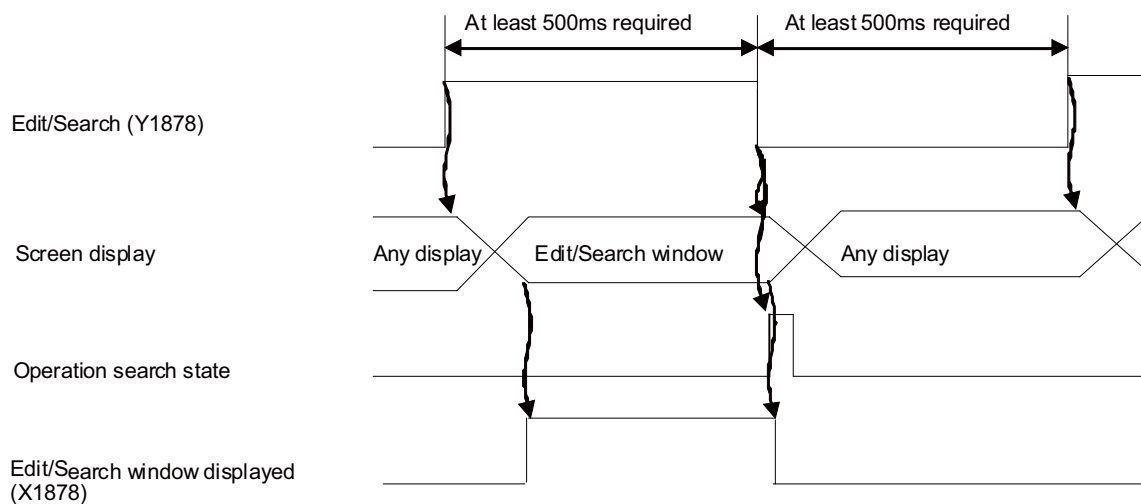 At least 500ms required
At least 500ms required
Edit/Search (Y1878)
Screen display
Any display
Edit/Search window
Any display
Operation search state
Edit/Search window displayed
(X1878)